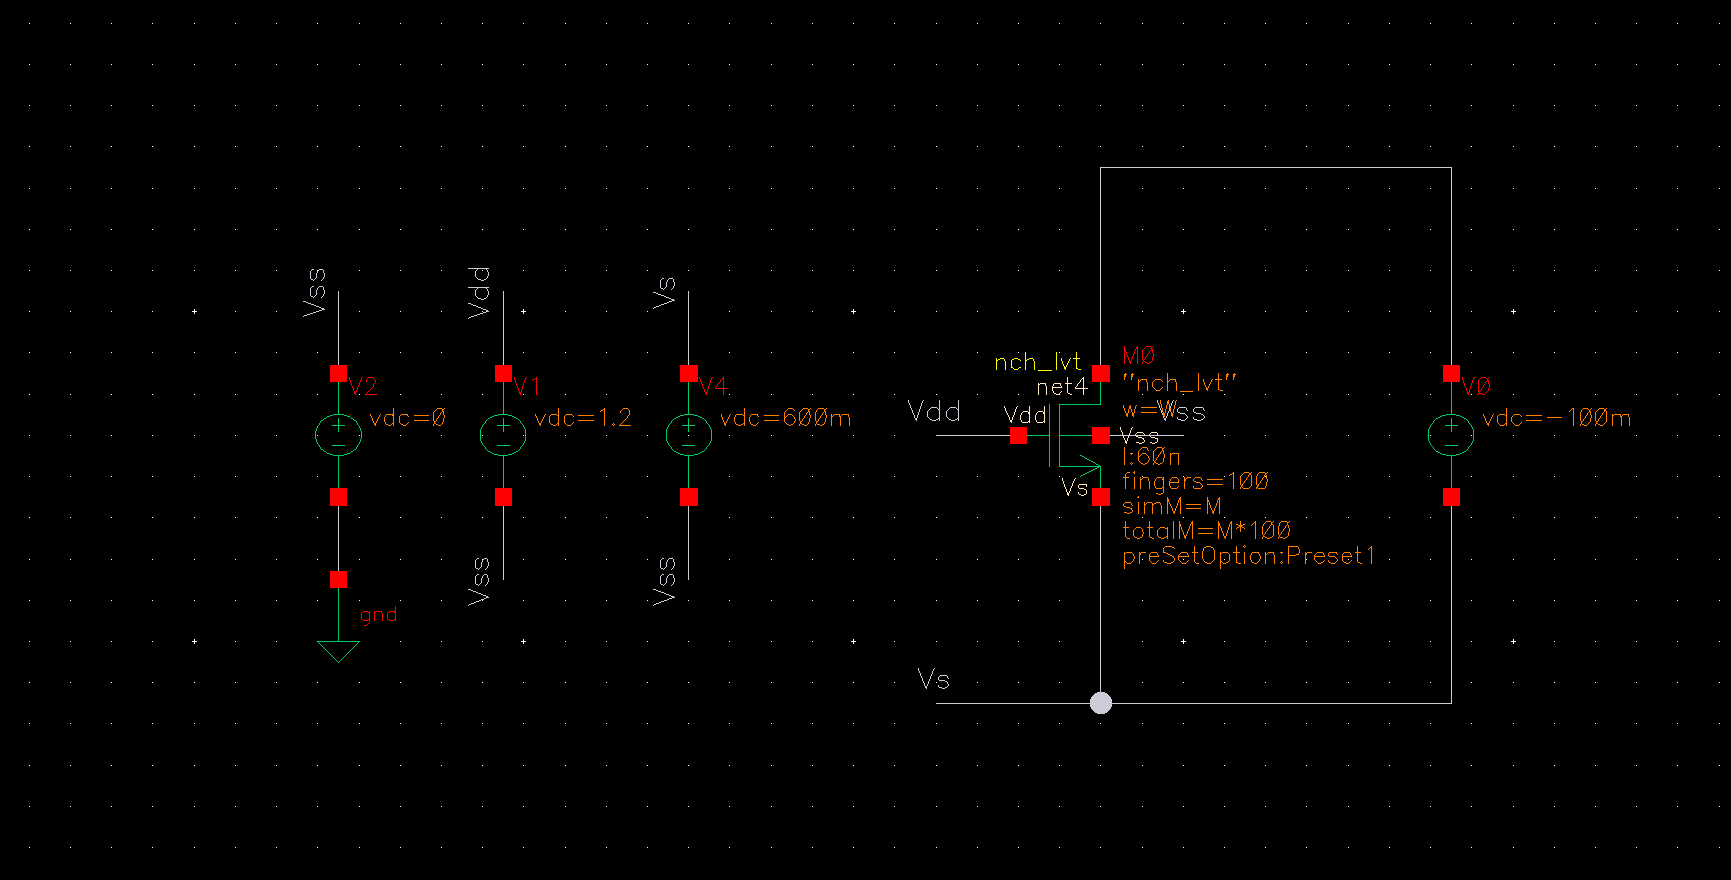 Vss
V2
vdc=0
gnd
Vdd
V1
vdc=1.2
Vss
Vs
V4
vdc=600m
Vss
nch_lvt
net4
Vdd
Vdd
M0
"nch_lvt"
w=W
Vss
Vss
l:60n
fingers=100
simM=M
totalM=M*100
preSetOption:Preset1
Vs
Vs
V0
vdc=-100m